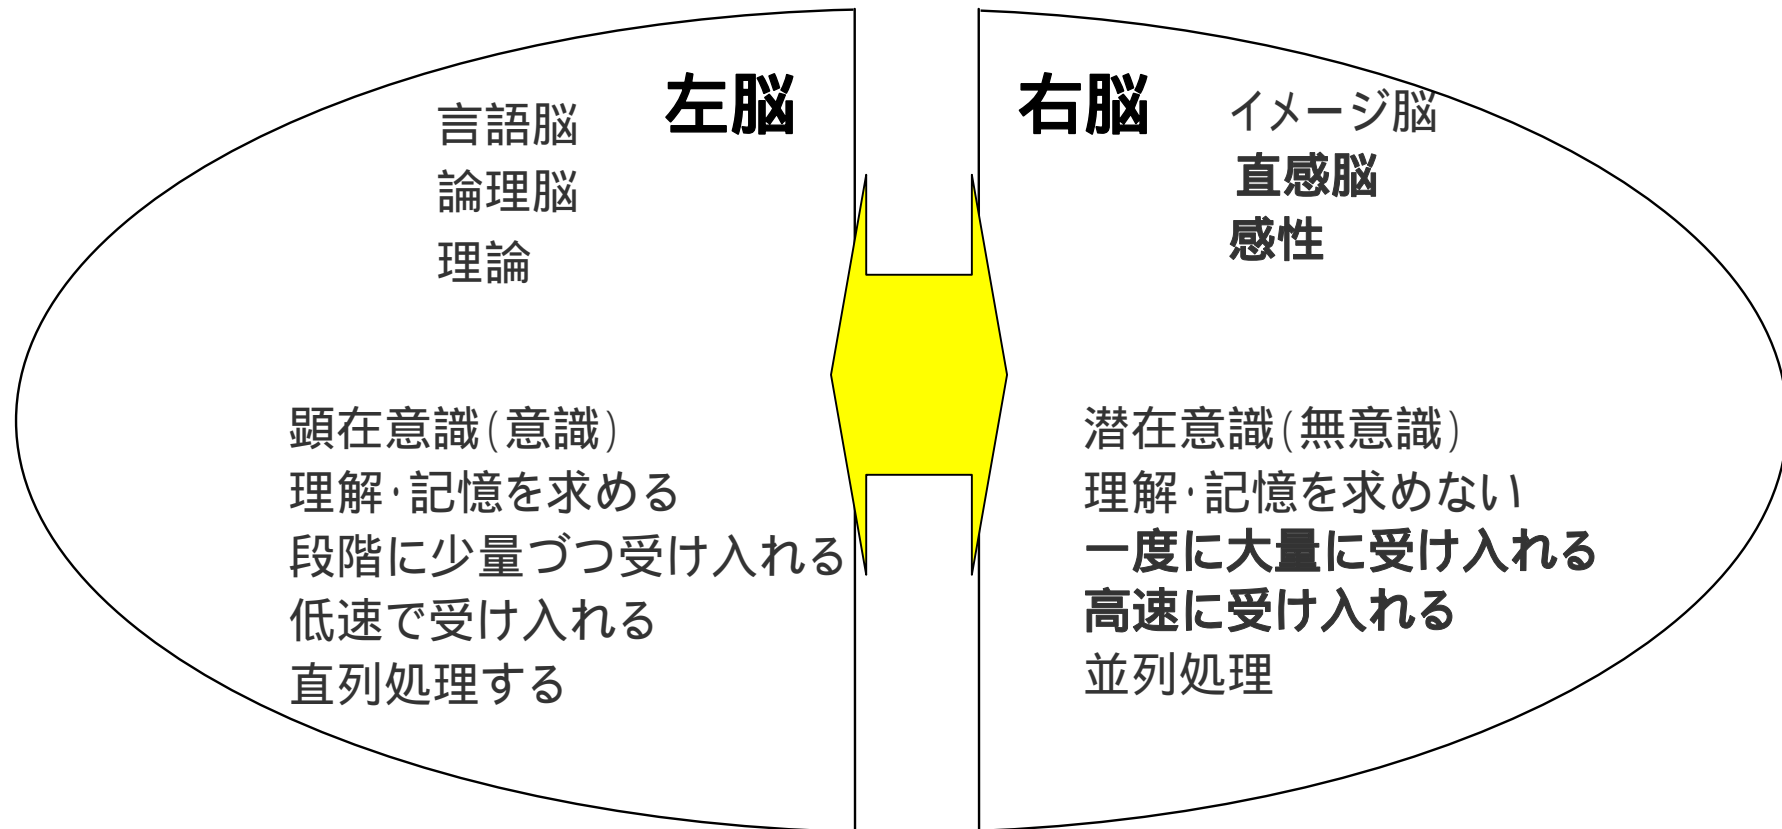 左脳
言語脳
論理脳
理論
顕在意識(意識)
理解・記憶を求める
段階に少量づつ受け入れる
低速で受け入れる
直列処理する
右脳
イメージ脳
直感脳
感性
潜在意識(無意識)
理解・記憶を求めない
一度に大量に受け入れる
高速に受け入れる
並列処理